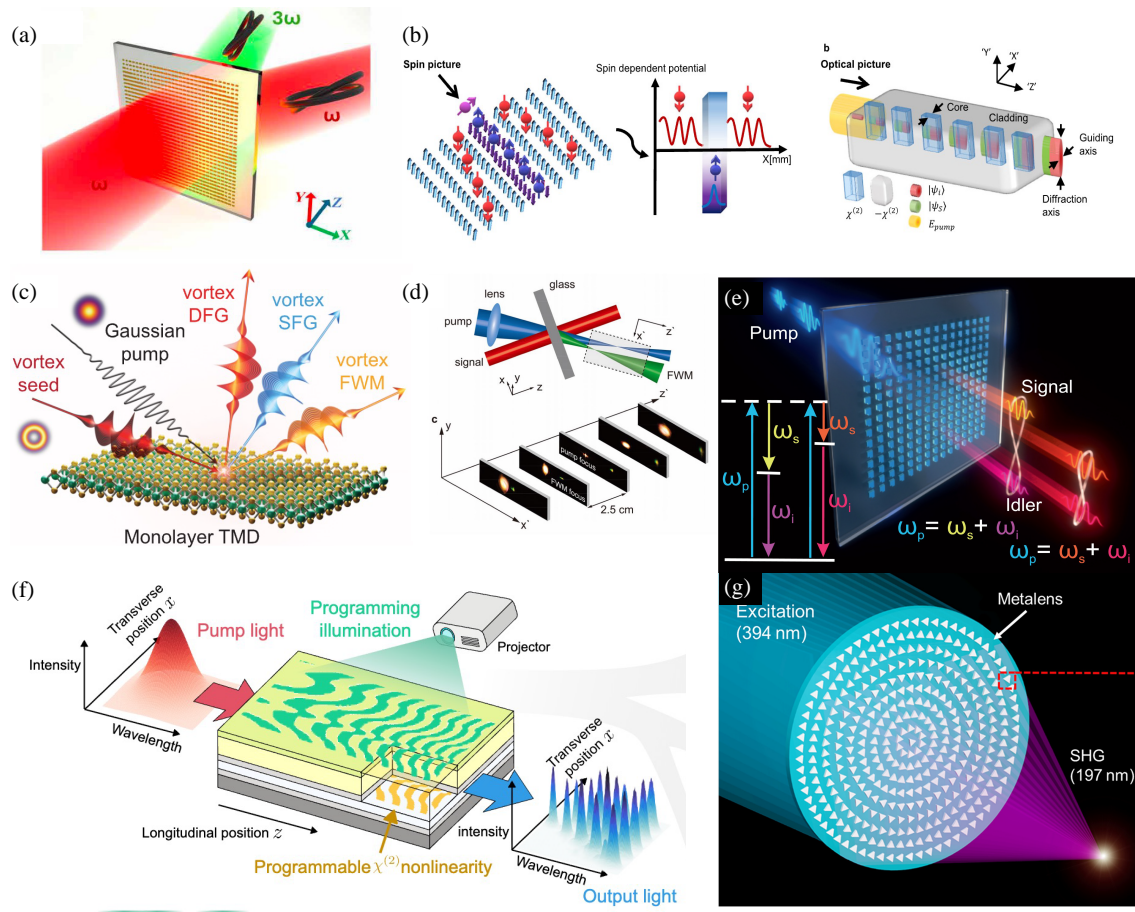 (a)
3ω
ω
ω
Y
Z
X
(b)
Spin picture
Spin dependent potential
X[mm]
b
Optical picture
'Y'
'X'
'Z'
Core
Cladding
Guiding
axis
Diffraction
axis
χ(2)
−χ(2)
|ψI⟩
|ψS⟩
Epump
(c)
Gaussian
pump
vortex
seed
vortex
DFG
vortex
SFG
vortex
FWM
Monolayer TMD
(d)
glass
lens
pump
signal
x'
z'
FWM
x
y
z
c
y
z'
pump focus
FWM focus
2.5 cm
x'
(e)
Pump
Signal
Idler
ωp
ωs
ωi
ωs
ωi
ωp
ωp = ωs + ωi
ωp = ωs + ωi
(f)
Transverse
position x
Intensity
Pump light
Wavelength
Programming
illumination
Projector
Longitudinal position z
Programmable χ(2) nonlinearity
Transverse
position x
intensity
Wavelength
Output light
(g)
Excitation
(394 nm)
Metalens
SHG
(197 nm)